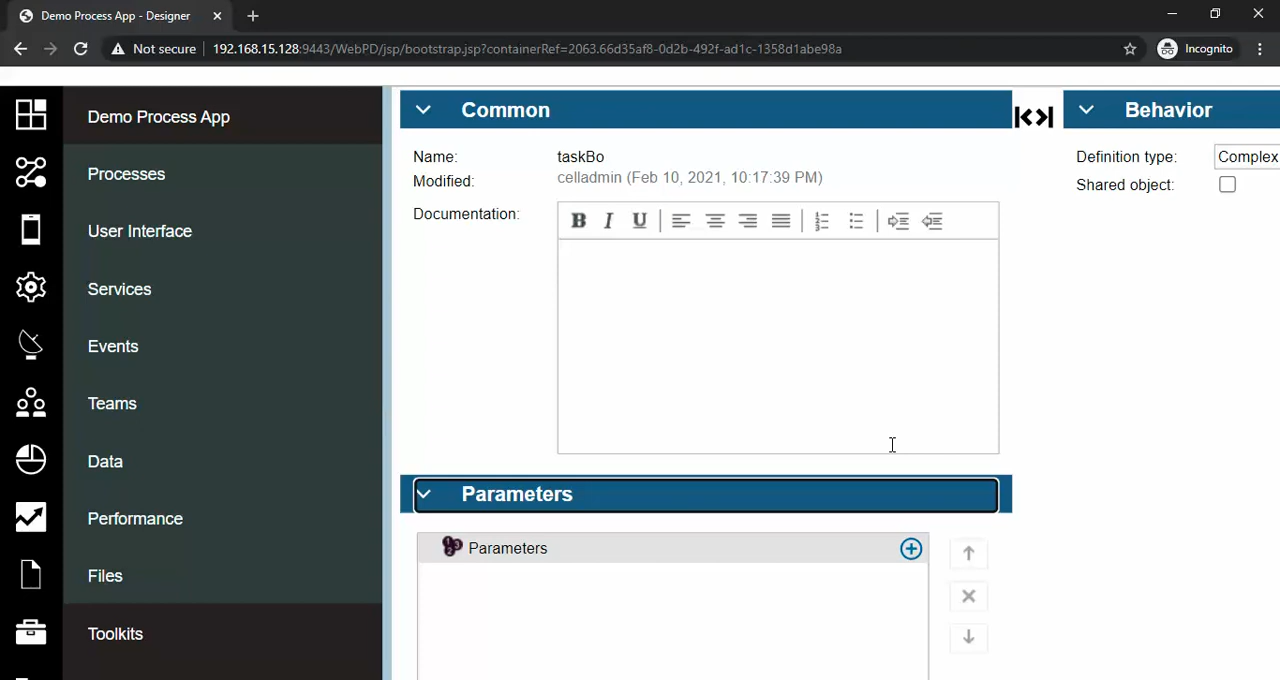 Demo Process App - Designer
Not secure 192.168.15.128:9443/WebPD/jsp/bootstrap.jsp?containerRef=2063.66d35af8-0d2b-492f-ad1c-1358d1abe98a Incognito
Demo Process App
Processes
User Interface
Services
Events
Teams
Data
Performance
Files
Toolkits
Common
Name: taskBo
Modified: celladmin (Feb 10, 2021, 10:17:39 PM)
Documentation:
B I U
Parameters
Parameters
Behavior
Definition type: Complex
Shared object: